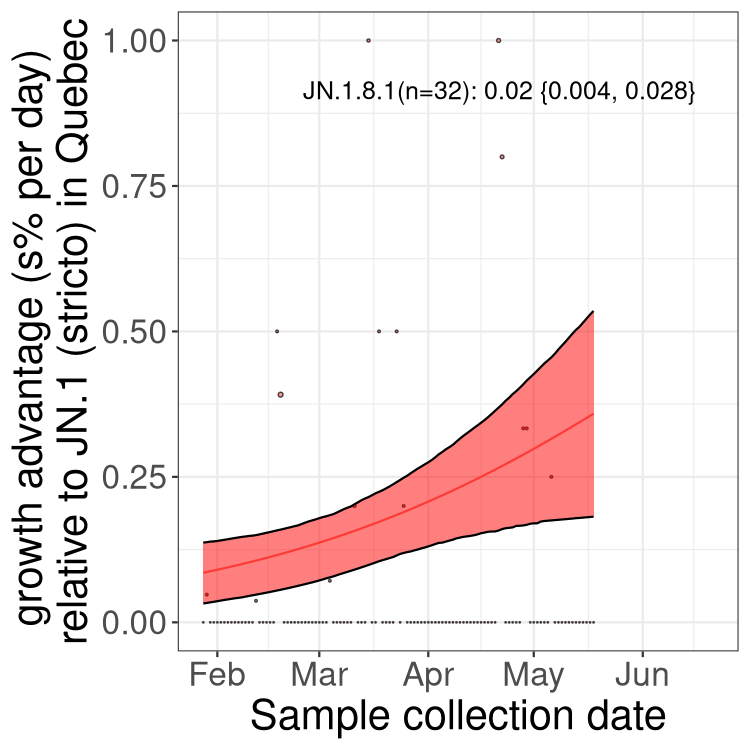 growth advantage (s% per day)
relative to JN.1 (stricto) in Quebec
1.00
0.75
0.50
0.25
0.00
JN.1.8.1(n=32): 0.02 {0.004, 0.028}
Feb Mar Apr May Jun
Sample collection date